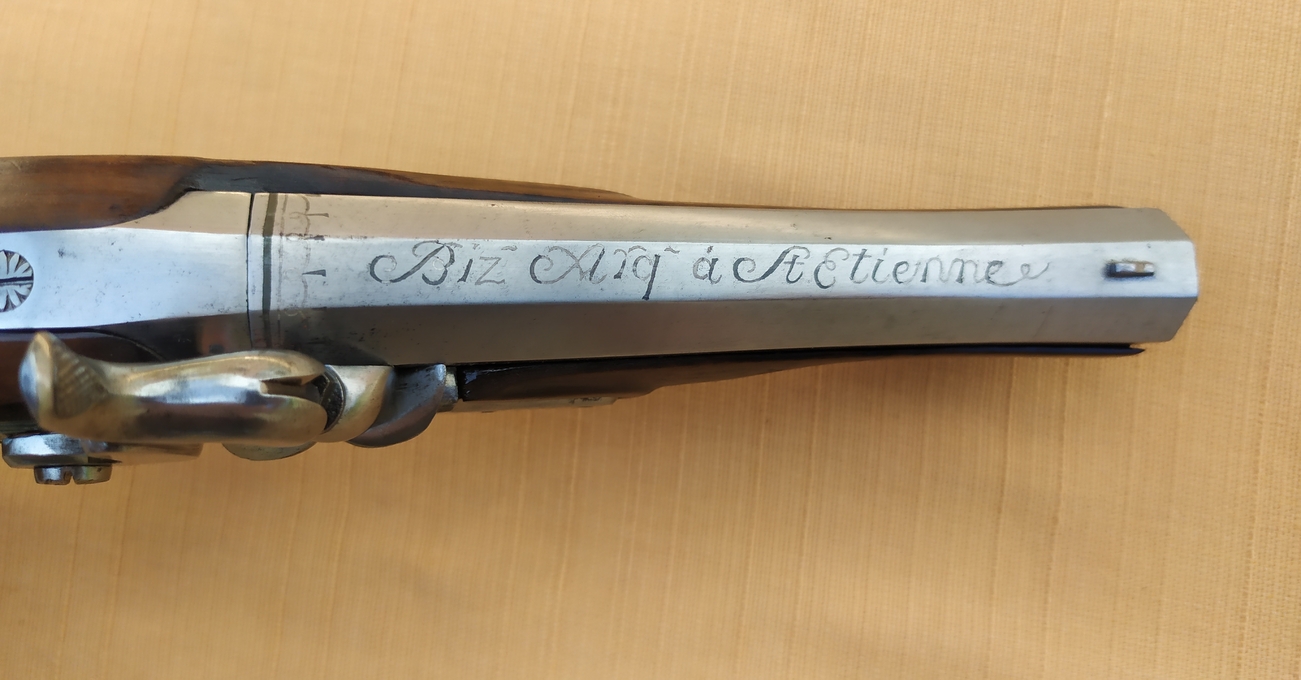 Biz Arq á St Etienne